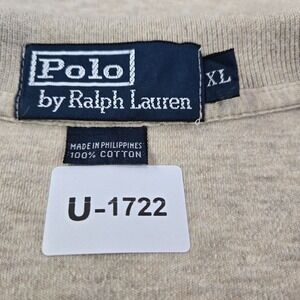 Polo
by Ralph Lauren
XL
MADE IN PHILIPPINES
100% COTTON
U-1722